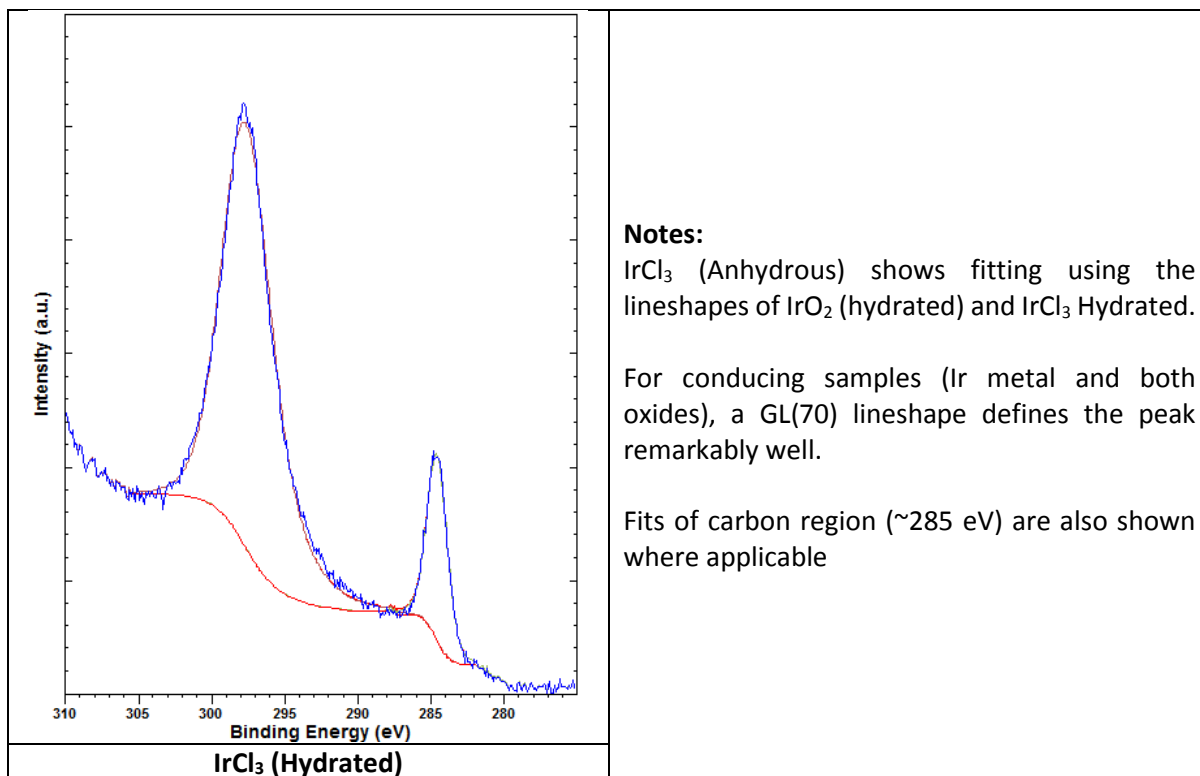 Intensity (a.u.)
310 305 300 295 290 285 280
Binding Energy (eV)
IrCl₃ (Hydrated)
Notes:
IrCl₃ (Anhydrous) shows fitting using the
lineshapes of IrO₂ (hydrated) and IrCl₃ Hydrated.
For conducing samples (Ir metal and both
oxides), a GL(70) lineshape defines the peak
remarkably well.
Fits of carbon region (~285 eV) are also shown
where applicable